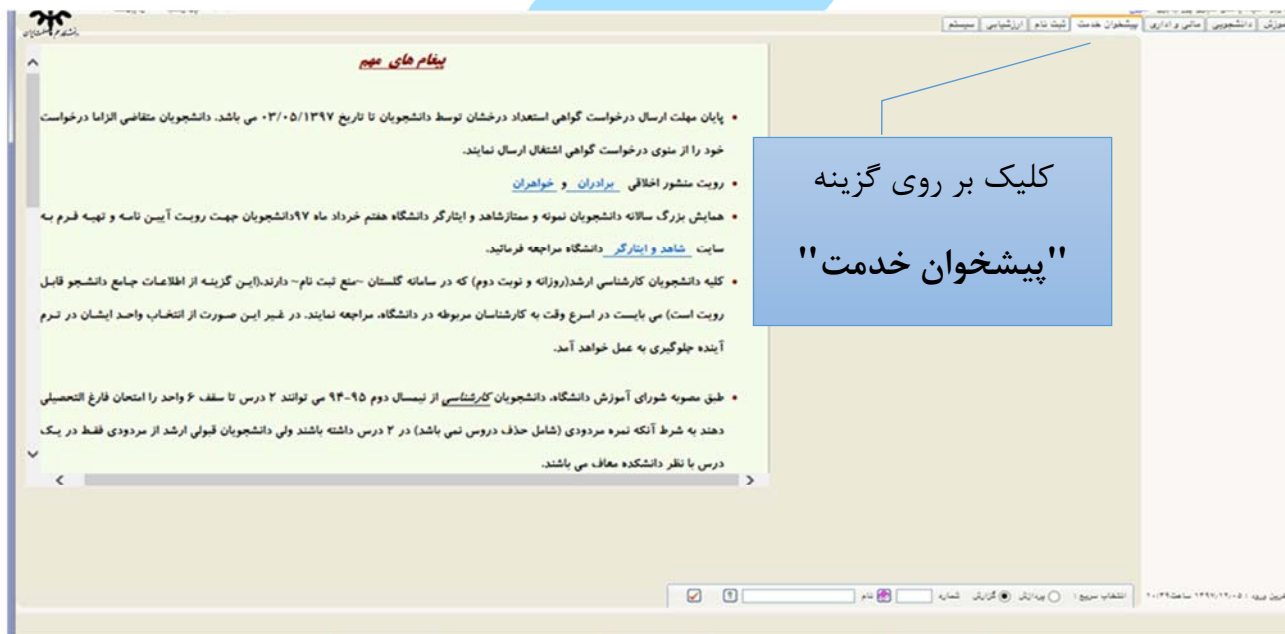 آموزش دانشجویی مالی و اداری پیشخوان خدمت ثبت نام ارزشیابی سیستم
پیغام های مهم
• پایان مهلت ارسال درخواست گواهی استعداد درخشان توسط دانشجویان تا تاریخ ۰۳/۰۵/۱۳۹۷ می باشد. دانشجویان متقاضی الزاما درخواست
خود را از منوی درخواست گواهی اشتغال ارسال نمایند.
• رویت منشور اخلاقی برادران و خواهران
• همایش بزرگ سالانه دانشجویان نمونه و ممتازشاهد و ایثارگر دانشگاه هفتم خرداد ماه ۹۷دانشجویان جهت رویت آیین نامه و تهیه فرم به
سایت شاهد و ایثارگر دانشگاه مراجعه فرمائید.
• کلیه دانشجویان کارشناسی ارشد(روزانه و نوبت دوم) که در سامانه گلستان ~منع ثبت نام~ دارند،(این گزینه از اطلاعات جامع دانشجو قابل
رویت است) می بایست در اسرع وقت به کارشناسان مربوطه در دانشگاه، مراجعه نمایند. در غیر این صورت از انتخاب واحد ایشان در ترم
آینده جلوگیری به عمل خواهد آمد.
• طبق مصوبه شورای آموزش دانشگاه، دانشجویان کارشناسی از نیمسال دوم ۹۵-۹۴ می توانند ۲ درس تا سقف ۶ واحد را امتحان فارغ التحصیلی
دهند به شرط آنکه نمره مردودی (شامل حذف دروس نمی باشد) در ۲ درس داشته باشند ولی دانشجویان قبولی ارشد از مردودی فقط در یک
درس با نظر دانشکده معاف می باشند.
کلیک بر روی گزینه
"پیشخوان خدمت"
انتخاب سریع : پردازش گزارش شماره نام